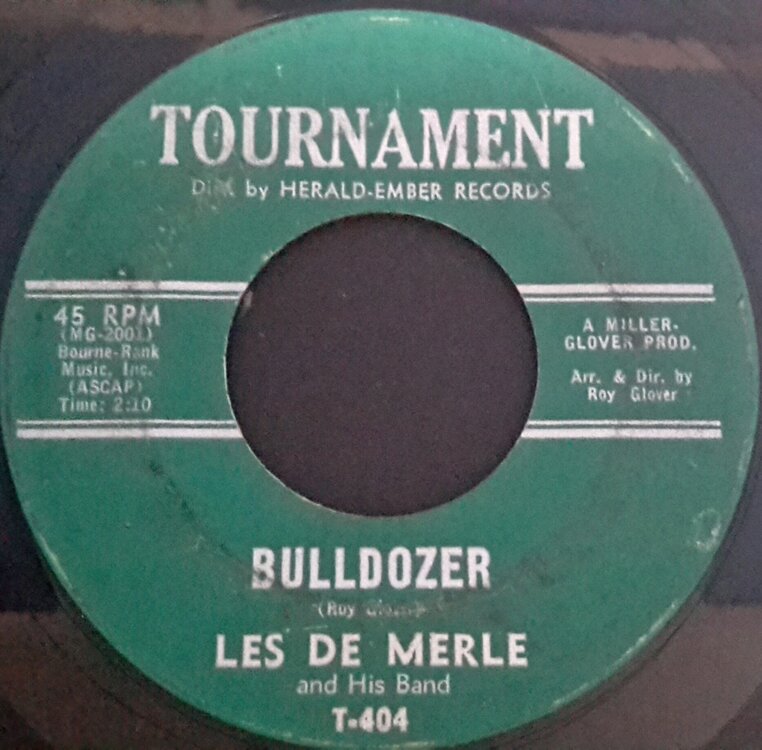 TOURNAMENT
by HERALD-EMBER RECORDS
45 RPM
(MG-2001)
Bourne-Rank
Music, Inc.
(ASCAP)
Time: 2:10
A MILLER-
GLOVER PROD.
Arr. & Dir. by
Roy Glover
BULLDOZER
(Roy
LES DE MERLE
and His Band
T-404